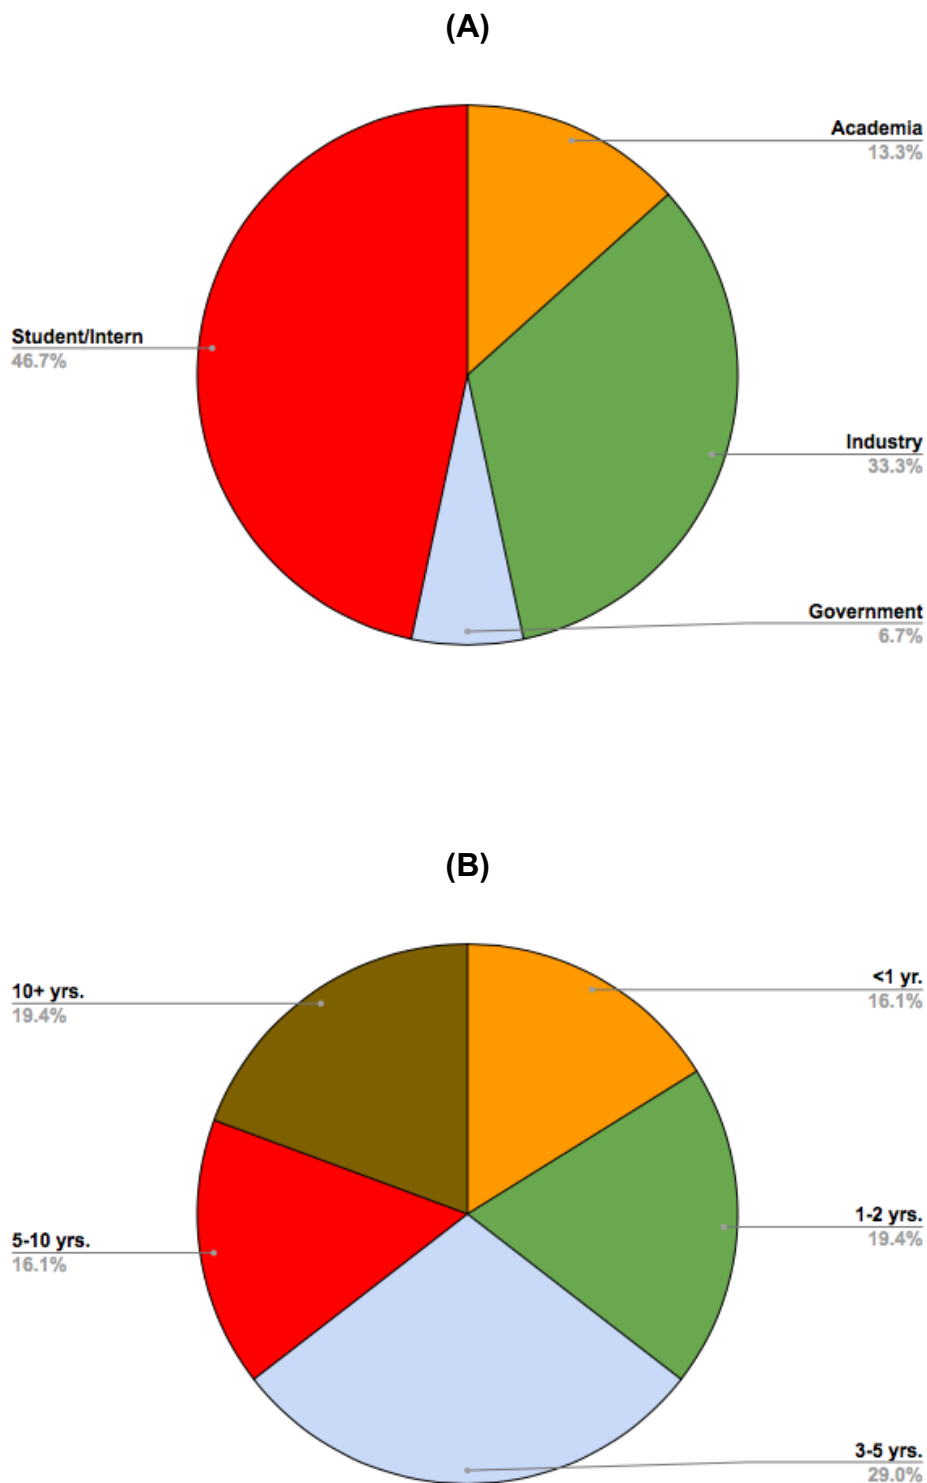 (A)
Academia
13.3%
Student/Intern
46.7%
Industry
33.3%
Government
6.7%
(B)
<1 yr.
16.1%
10+ yrs.
19.4%
1-2 yrs.
19.4%
5-10 yrs.
16.1%
3-5 yrs.
29.0%